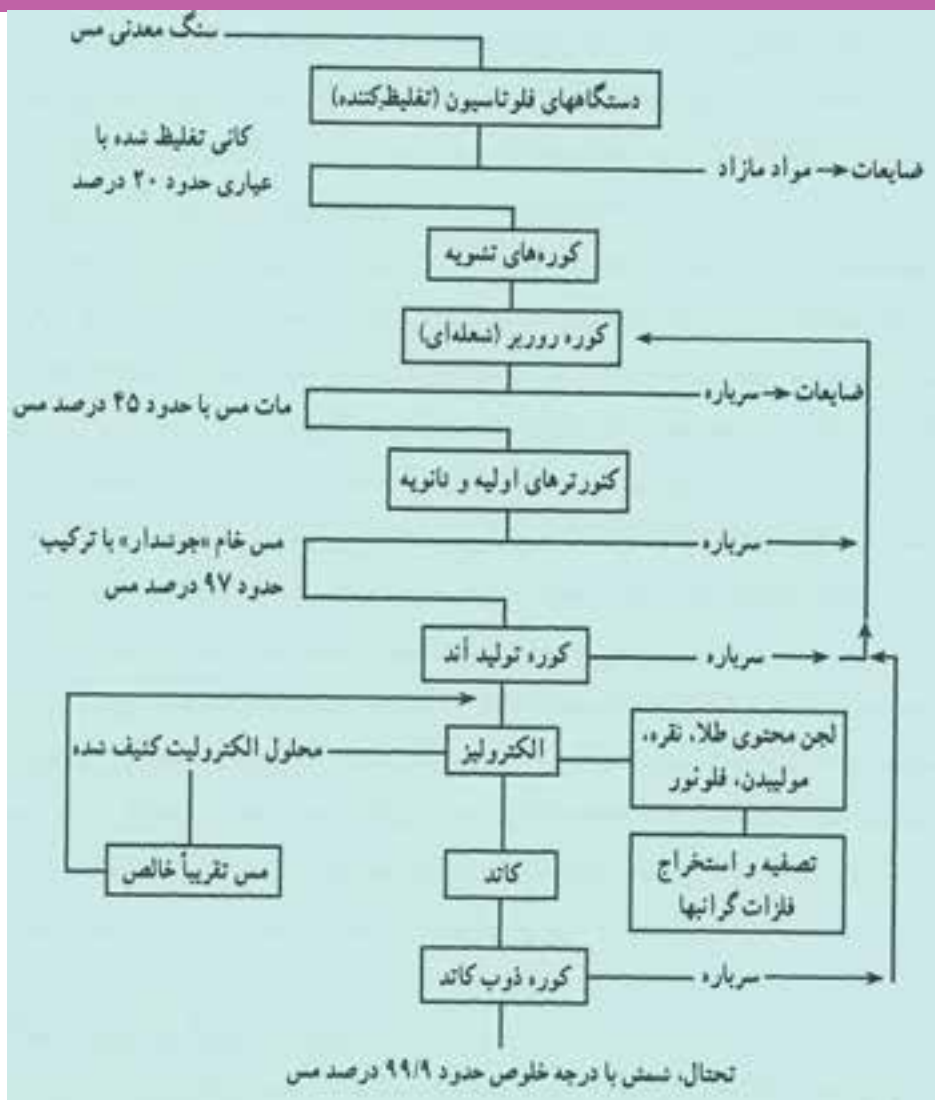 سنگ معدنی مس
دستگاههای فلوتاسیون (تغلیظ‌کننده)
کانی تغلیظ شده با
عیاری حدود ۲۰ درصد
مواد مازاد
ضایعات
کوره‌های تشویه
کوره روربر (شعله‌ای)
سرباره
ضایعات
مات مس با حدود ۴۵ درصد مس
کنورترهای اولیه و ثانویه
سرباره
مس خام «جوشدار» با ترکیب
حدود ۹۷ درصد مس
کوره تولید آند
سرباره
الکترولیز
لجن محتوی طلا، نقره،
مولیبدن، فلوئور
محلول الکترولیت کثیف شده
تصفیه و استخراج
فلزات گرانبها
مس تقریباً خالص
کاتد
کوره ذوب کاتد
سرباره
تختال، شمش با درجه خلوص حدود ۹۹/۹ درصد مس